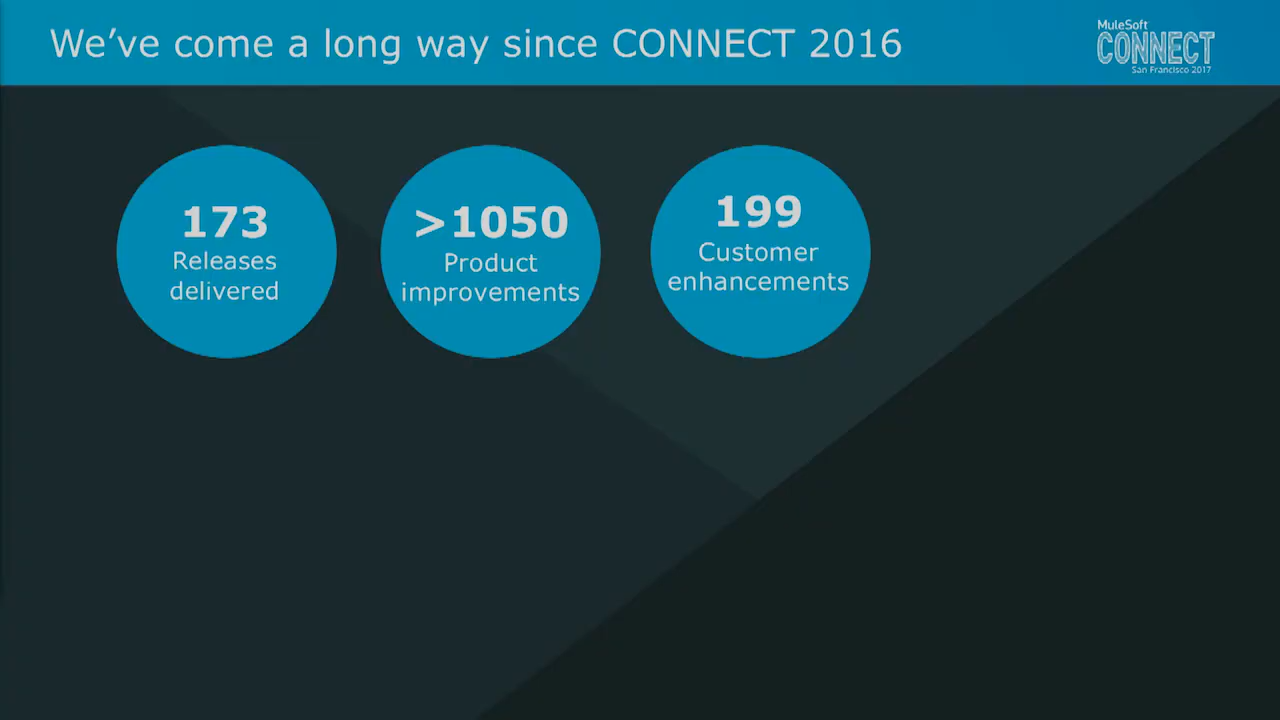 We’ve come a long way since CONNECT 2016
MuleSoft
CONNECT
San Francisco 2017
173
Releases
delivered
>1050
Product
improvements
199
Customer
enhancements